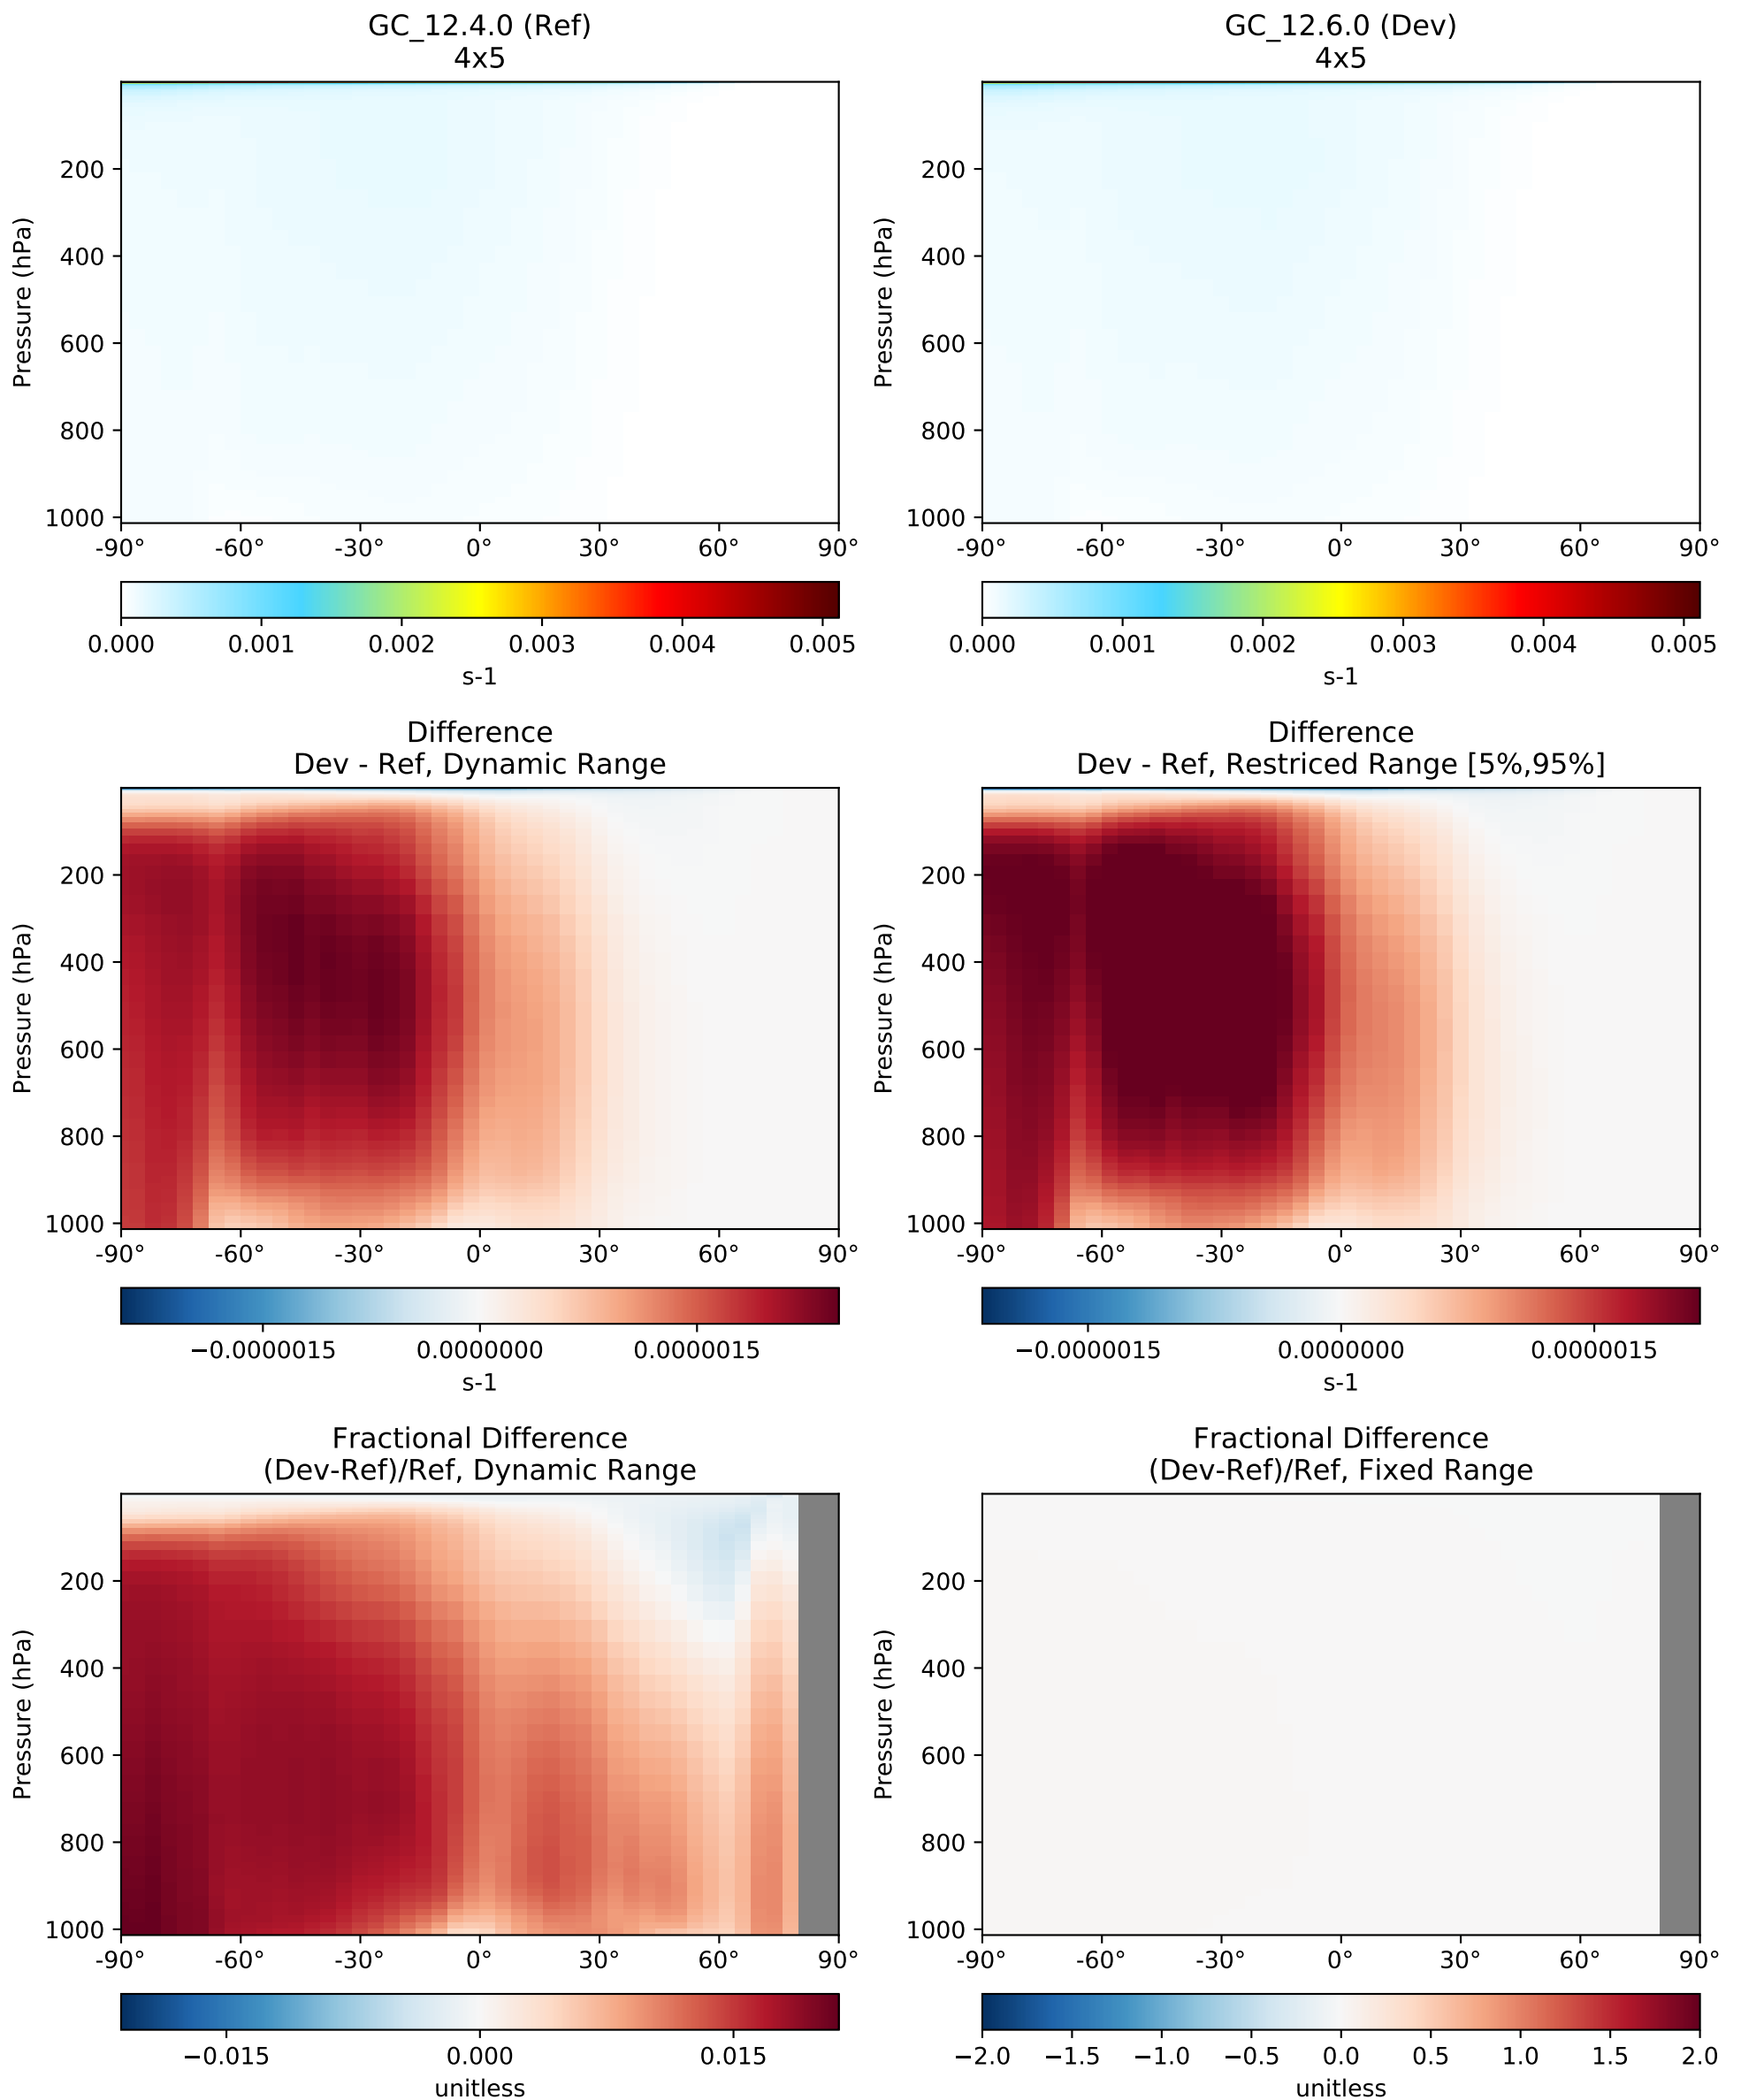 GC_12.4.0 (Ref)
4x5
Pressure (hPa)
200
400
600
800
1000
-90° -60° -30° 0° 30° 60° 90°
0.000 0.001 0.002 0.003 0.004 0.005
s-1
GC_12.6.0 (Dev)
4x5
Pressure (hPa)
200
400
600
800
1000
-90° -60° -30° 0° 30° 60° 90°
0.000 0.001 0.002 0.003 0.004 0.005
s-1
Difference
Dev - Ref, Dynamic Range
Pressure (hPa)
200
400
600
800
1000
-90° -60° -30° 0° 30° 60° 90°
−0.0000015 0.0000000 0.0000015
s-1
Difference
Dev - Ref, Restriced Range [5%,95%]
Pressure (hPa)
200
400
600
800
1000
-90° -60° -30° 0° 30° 60° 90°
−0.0000015 0.0000000 0.0000015
s-1
Fractional Difference
(Dev-Ref)/Ref, Dynamic Range
Pressure (hPa)
200
400
600
800
1000
-90° -60° -30° 0° 30° 60° 90°
−0.015 0.000 0.015
unitless
Fractional Difference
(Dev-Ref)/Ref, Fixed Range
Pressure (hPa)
200
400
600
800
1000
-90° -60° -30° 0° 30° 60° 90°
−2.0 −1.5 −1.0 −0.5 0.0 0.5 1.0 1.5 2.0
unitless